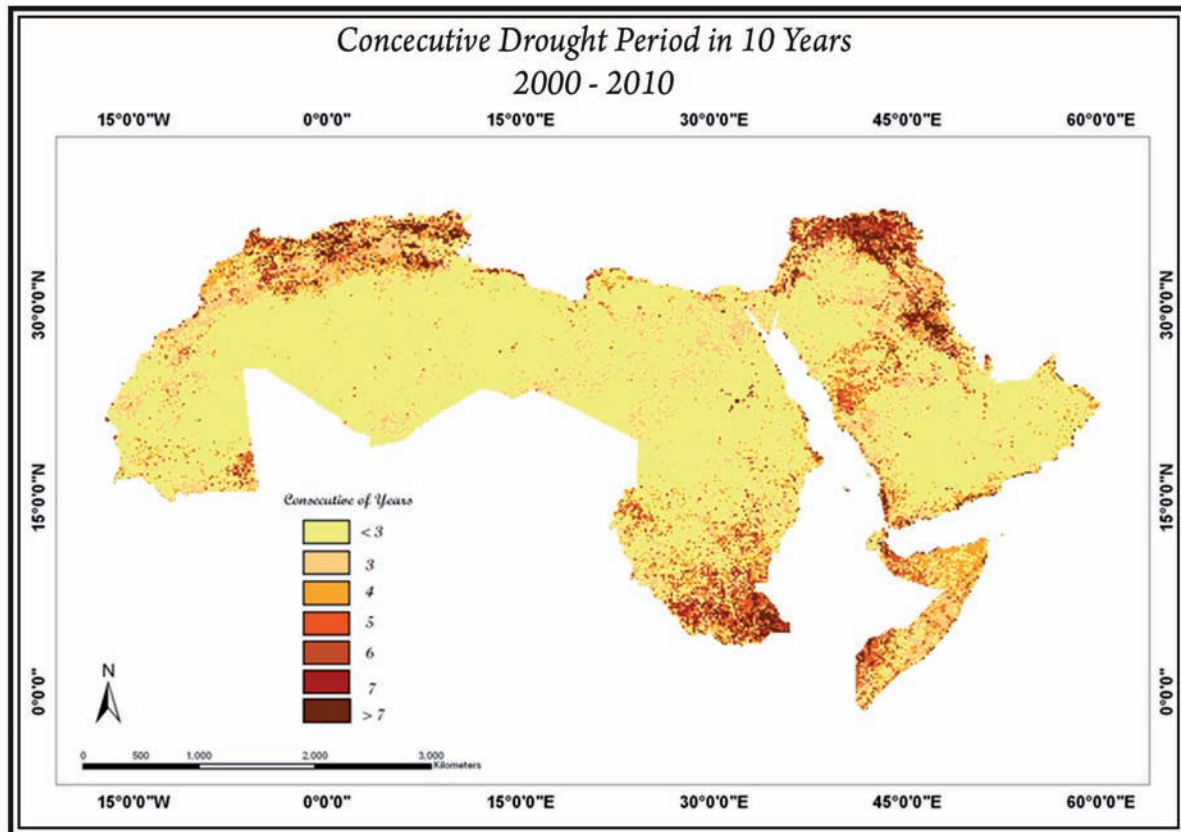 Concecutive Drought Period in 10 Years
2000 - 2010
15°0'0"W 0°0'0" 15°0'0"E 30°0'0"E 45°0'0"E 60°0'0"E
30°0'0"N 30°0'0"N
15°0'0"N 15°0'0"N
0°0'0" 0°0'0"
Consecutive of Years
< 3
3
4
5
6
7
> 7
N
0 500 1,000 2,000 3,000
Kilometers
15°0'0"W 0°0'0" 15°0'0"E 30°0'0"E 45°0'0"E 60°0'0"E